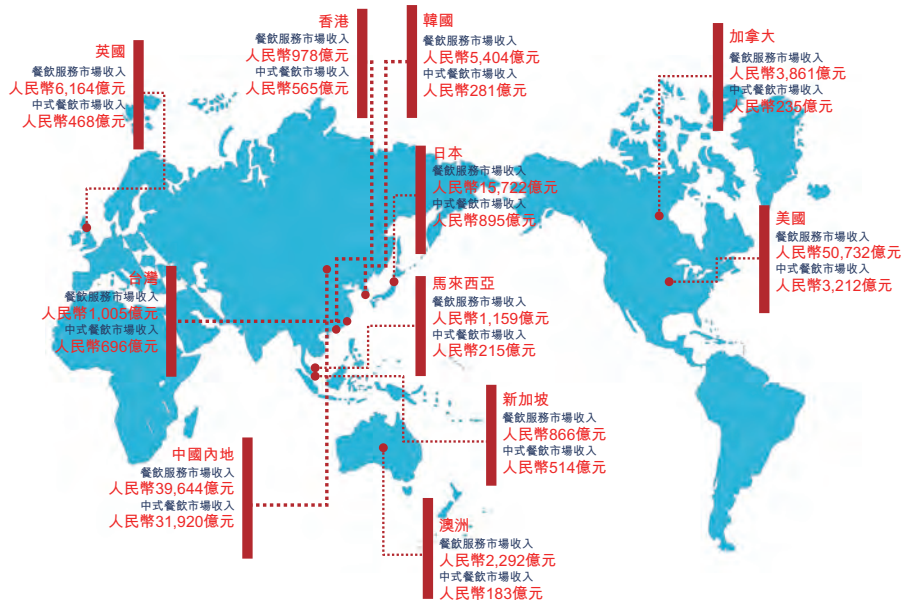 香港
餐飲服務市場收入
人民幣978億元
中式餐飲市場收入
人民幣565億元
韓國
餐飲服務市場收入
人民幣5,404億元
中式餐飲市場收入
人民幣281億元
英國
餐飲服務市場收入
人民幣6,164億元
中式餐飲市場收入
人民幣468億元
加拿大
餐飲服務市場收入
人民幣3,861億元
中式餐飲市場收入
人民幣235億元
日本
餐飲服務市場收入
人民幣15,722億元
中式餐飲市場收入
人民幣895億元
美國
餐飲服務市場收入
人民幣50,732億元
中式餐飲市場收入
人民幣3,212億元
台灣
餐飲服務市場收入
人民幣1,005億元
中式餐飲市場收入
人民幣696億元
馬來西亞
餐飲服務市場收入
人民幣1,159億元
中式餐飲市場收入
人民幣215億元
新加坡
餐飲服務市場收入
人民幣866億元
中式餐飲市場收入
人民幣514億元
中國內地
餐飲服務市場收入
人民幣39,644億元
中式餐飲市場收入
人民幣31,920億元
澳洲
餐飲服務市場收入
人民幣2,292億元
中式餐飲市場收入
人民幣183億元